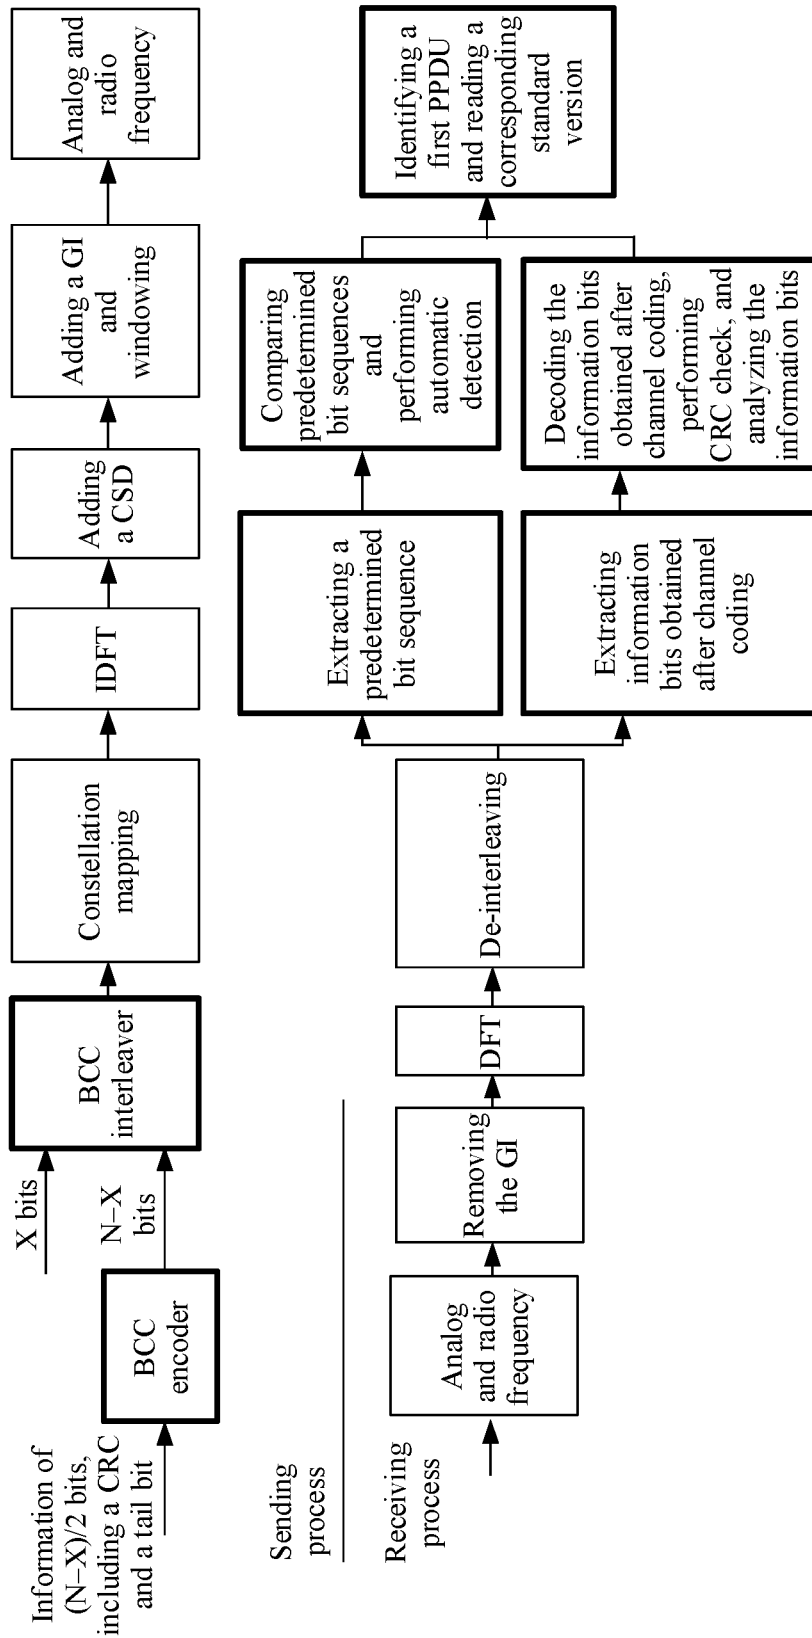 Information of
(N−X)/2 bits,
including a CRC
and a tail bit
BCC
encoder
X bits
N−X
bits
BCC
interleaver
Constellation
mapping
IDFT
Adding
a CSD
Adding a GI
and
windowing
Analog and
radio
frequency
Sending
process
Receiving
process
Analog
and radio
frequency
Removing
the GI
DFT
De-interleaving
Extracting a
predetermined
bit sequence
Comparing
predetermined
bit sequences
and
performing
automatic
detection
Extracting
information
bits obtained
after channel
coding
Decoding the
information bits
obtained after
channel coding,
performing
CRC check, and
analyzing the
information bits
Identifying a
first PPDU
and reading a
corresponding
standard
version